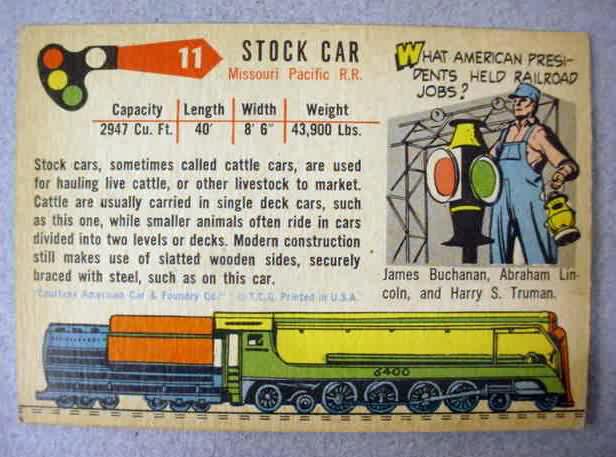 11 STOCK CAR
Missouri Pacific R.R.
Capacity Length Width Weight
2947 Cu. Ft. 40' 8' 6" 43,900 Lbs.
Stock cars, sometimes called cattle cars, are used
for hauling live cattle, or other livestock to market.
Cattle are usually carried in single deck cars, such
as this one, while smaller animals often ride in cars
divided into two levels or decks. Modern construction
still makes use of slatted wooden sides, securely
braced with steel, such as on this car.
"Courtesy American Car & Foundry Co." © T.C.G. Printed in U.S.A.
WHAT AMERICAN PRESI-
DENTS HELD RAILROAD
JOBS?
James Buchanan, Abraham Lin-
coln, and Harry S. Truman.
6400